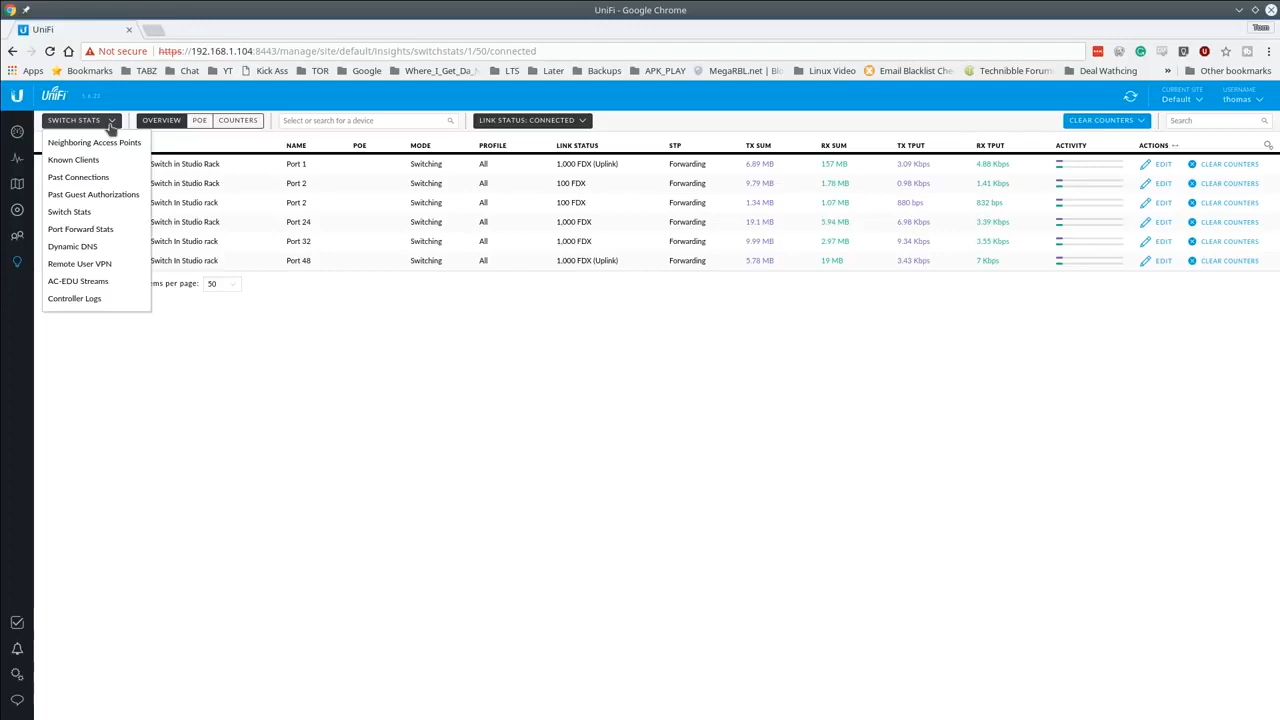 UniFi - Google Chrome
UniFi
Tom
Not secure https://192.168.1.104:8443/manage/site/default/Insights/switchstats/1/50/connected
Apps Bookmarks TABZ Chat YT Kick Ass TOR Google Where_I_Get_Da_ LTS Later Backups APK_PLAY MegaRBL.net | Blo Linux Video Email Blacklist Che Technibble Forum Deal Wathcing » Other bookmarks
U UniFi CURRENT SITE Default USERNAME thomas
SWITCH STATS OVERVIEW POE COUNTERS Select or search for a device LINK STATUS: CONNECTED CLEAR COUNTERS Search
NAME POE MODE PROFILE LINK STATUS STP TX SUM RX SUM TX TPUT RX TPUT ACTIVITY ACTIONS
Switch in Studio Rack Port 1 Switching All 1,000 FDX (Uplink) Forwarding 6.89 MB 157 MB 3.09 Kbps 4.88 Kbps EDIT CLEAR COUNTERS
Switch in Studio Rack Port 2 Switching All 100 FDX Forwarding 9.79 MB 1.78 MB 0.98 Kbps 1.41 Kbps EDIT CLEAR COUNTERS
Switch In Studio rack Port 2 Switching All 100 FDX Forwarding 1.34 MB 1.07 MB 880 bps 832 bps EDIT CLEAR COUNTERS
Switch in Studio Rack Port 24 Switching All 1,000 FDX Forwarding 19.1 MB 5.94 MB 6.98 Kbps 3.39 Kbps EDIT CLEAR COUNTERS
Switch In Studio rack Port 32 Switching All 1,000 FDX Forwarding 9.99 MB 2.97 MB 9.34 Kbps 3.55 Kbps EDIT CLEAR COUNTERS
Switch In Studio rack Port 48 Switching All 1,000 FDX (Uplink) Forwarding 5.78 MB 19 MB 3.43 Kbps 7 Kbps EDIT CLEAR COUNTERS
ems per page: 50
Neighboring Access Points
Known Clients
Past Connections
Past Guest Authorizations
Switch Stats
Port Forward Stats
Dynamic DNS
Remote User VPN
AC-EDU Streams
Controller Logs